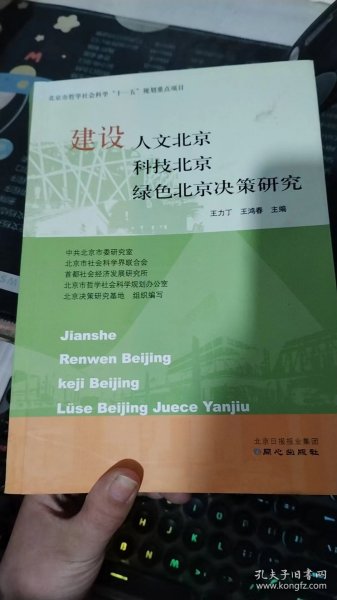 北京市哲学社会科学“十一五”规划重点项目
建设 人文北京
科技北京
绿色北京决策研究
王力丁 王鸿春 主编
中共北京市委研究室
北京市社会科学界联合会
首都社会经济发展研究所
北京市哲学社会科学规划办公室
北京决策研究基地 组织编写
Jianshe
Renwen Beijing
keji Beijing
Lüse Beijing Juece Yanjiu
北京日报报业集团
同心出版社
孔夫子旧书网
www.kongfz.com